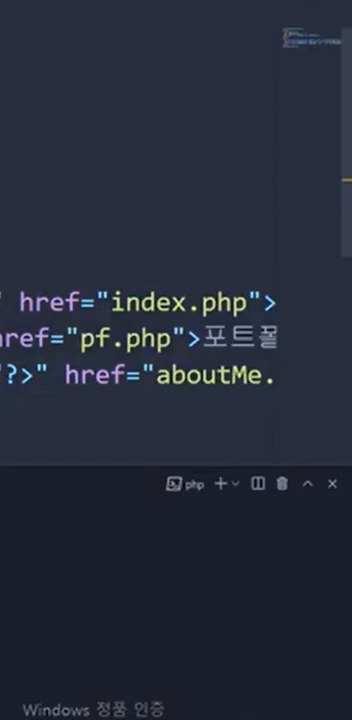 " href="index.php">
href="pf.php">포트폴
"?>" href="aboutMe.
php
Windows 정품 인증